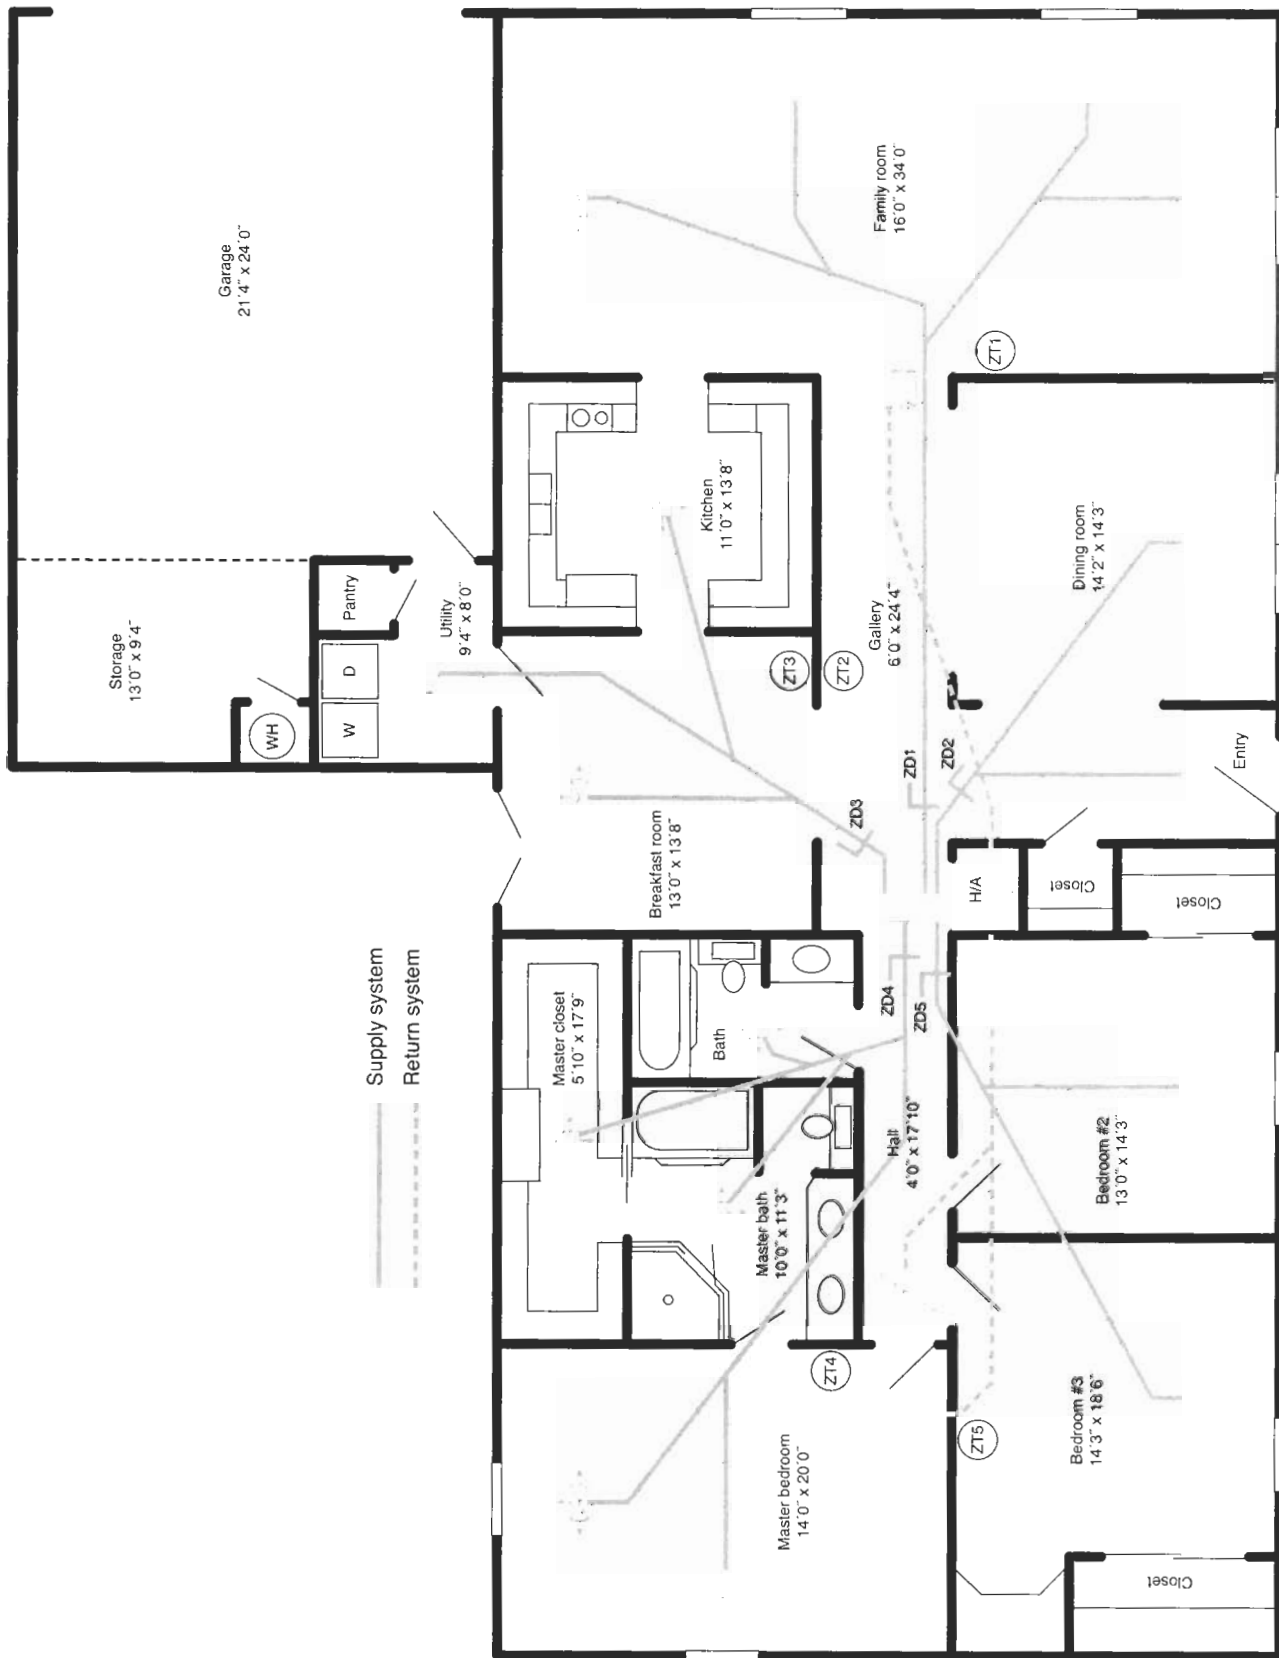 Garage
21'4" x 24'0"
Storage
13'0" x 9'4"
WH
W
D
Pantry
Utility
9'4" x 8'0"
Supply system
Return system
Family room
16'0" x 34'0"
Kitchen
11'0" x 13'8"
Breakfast room
13'0" x 13'8"
Master closet
5'10" x 17'9"
Bath
Master bath
10'0" x 11'3"
Master bedroom
14'0" x 20'0"
Hall
4'0" x 17'10"
Gallery
6'0" x 24'4"
ZT1
ZT2
ZT3
ZT4
ZT5
ZD1
ZD2
ZD3
ZD4
ZD5
H/A
Closet
Closet
Entry
Dining room
14'2" x 14'3"
Bedroom #2
13'0" x 14'3"
Bedroom #3
14'3" x 18'6"
Closet